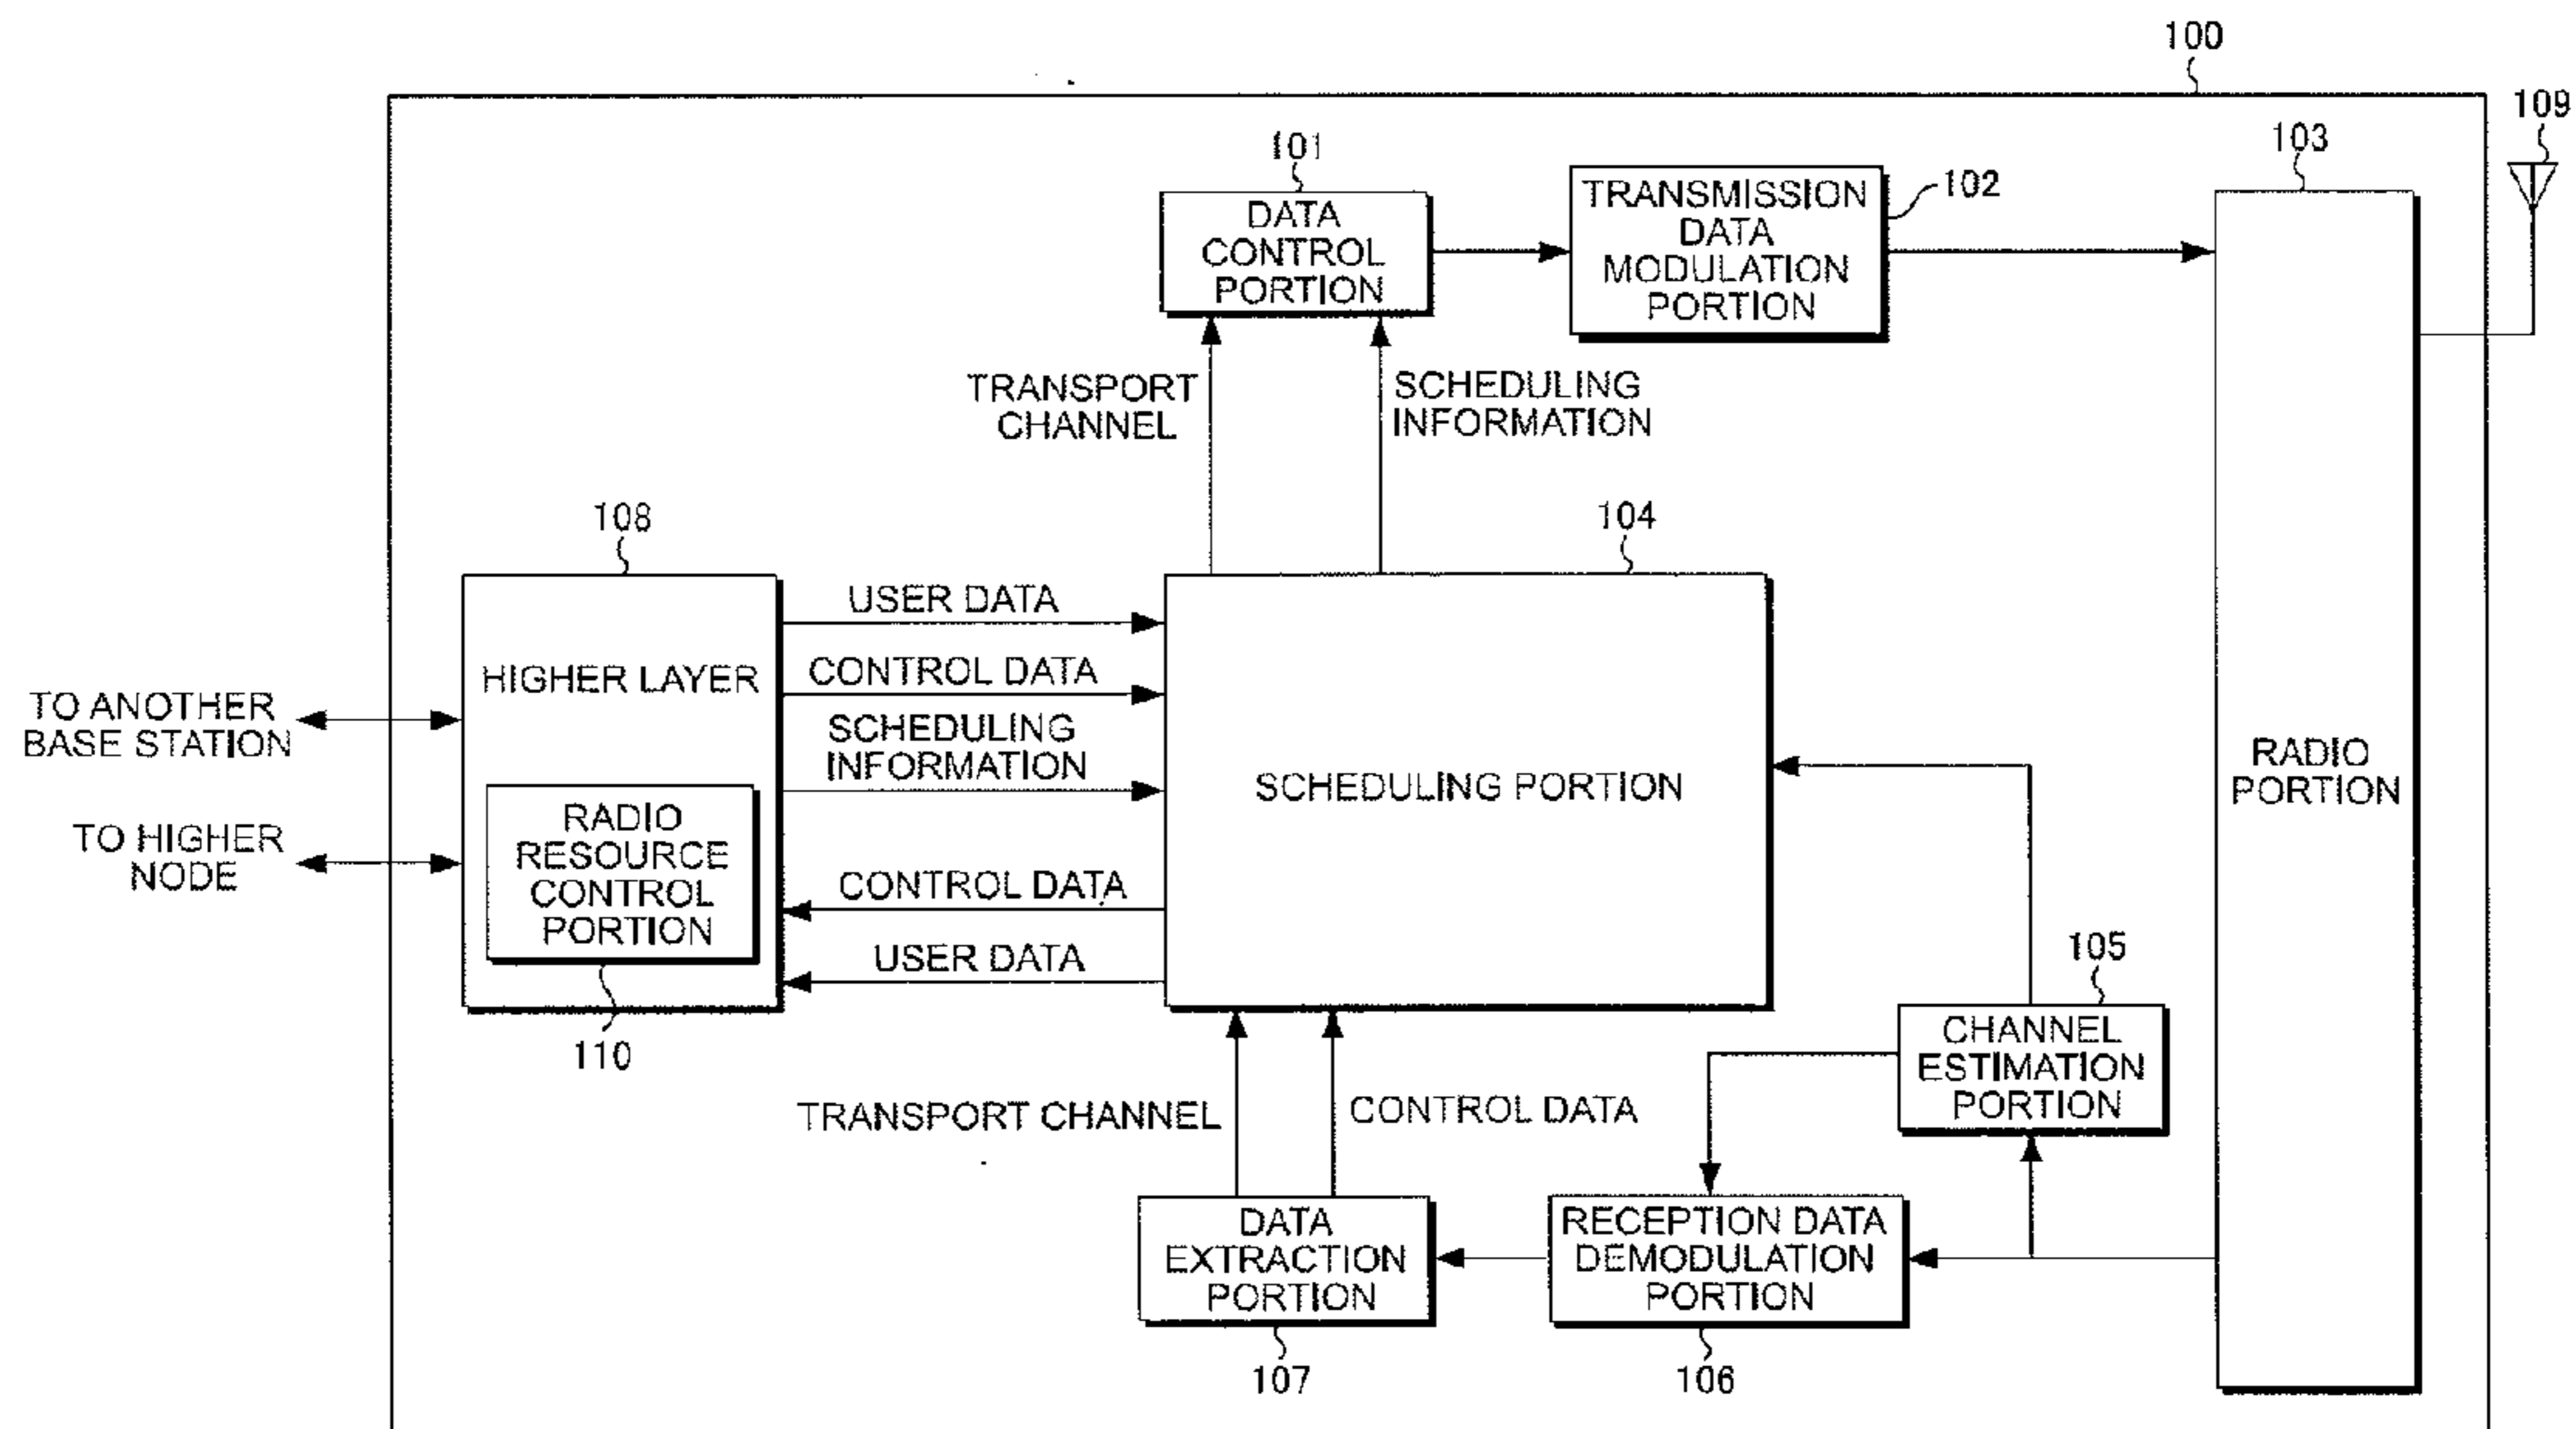 100
109
101
103
DATA
CONTROL
PORTION
TRANSMISSION
DATA
MODULATION
PORTION
102
TRANSPORT
CHANNEL
SCHEDULING
INFORMATION
108
104
USER DATA
HIGHER LAYER
CONTROL DATA
TO ANOTHER
BASE STATION
SCHEDULING
INFORMATION
SCHEDULING PORTION
RADIO
PORTION
TO HIGHER
NODE
RADIO
RESOURCE
CONTROL
PORTION
CONTROL DATA
USER DATA
105
110
CHANNEL
ESTIMATION
PORTION
TRANSPORT CHANNEL
CONTROL DATA
DATA
EXTRACTION
PORTION
RECEPTION DATA
DEMODULATION
PORTION
107
106